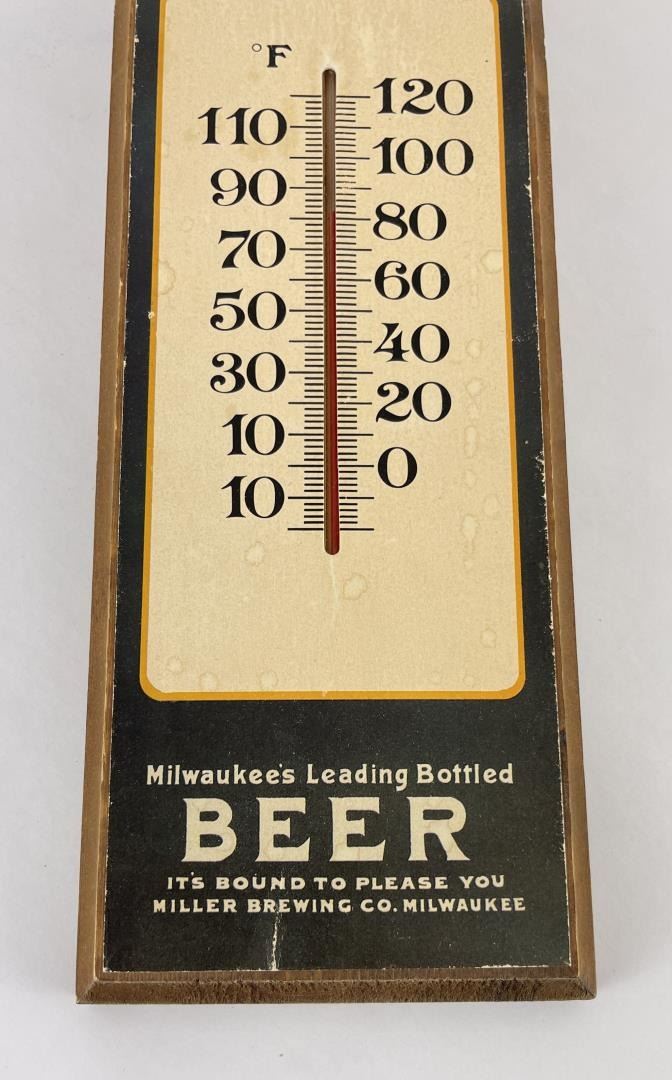 °F
120
110
100
90
80
70
60
50
40
30
20
10
0
10
Milwaukee's Leading Bottled
BEER
IT'S BOUND TO PLEASE YOU
MILLER BREWING CO. MILWAUKEE